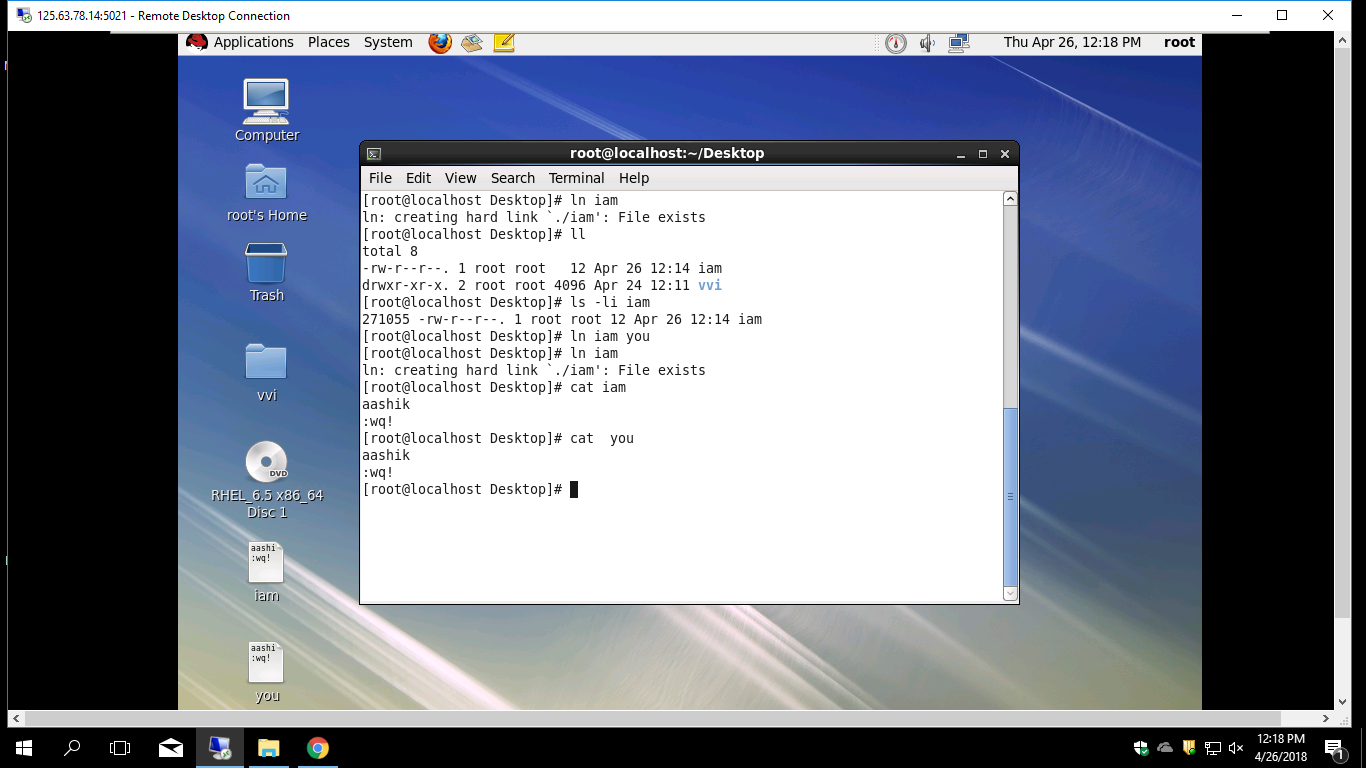 125.63.78.14:5021 - Remote Desktop Connection
Applications Places System Thu Apr 26, 12:18 PM root
Computer
root's Home
Trash
vvi
DVD
RHEL_6.5 x86_64
Disc 1
aashi
:wq!
iam
aashi
:wq!
you
root@localhost:~/Desktop
File Edit View Search Terminal Help
[root@localhost Desktop]# ln iam
ln: creating hard link `./iam': File exists
[root@localhost Desktop]# ll
total 8
-rw-r--r--. 1 root root   12 Apr 26 12:14 iam
drwxr-xr-x. 2 root root 4096 Apr 24 12:11 vvi
[root@localhost Desktop]# ls -li iam
271055 -rw-r--r--. 1 root root 12 Apr 26 12:14 iam
[root@localhost Desktop]# ln iam you
[root@localhost Desktop]# ln iam
ln: creating hard link `./iam': File exists
[root@localhost Desktop]# cat iam
aashik
:wq!
[root@localhost Desktop]# cat  you
aashik
:wq!
[root@localhost Desktop]#
12:18 PM
4/26/2018
1